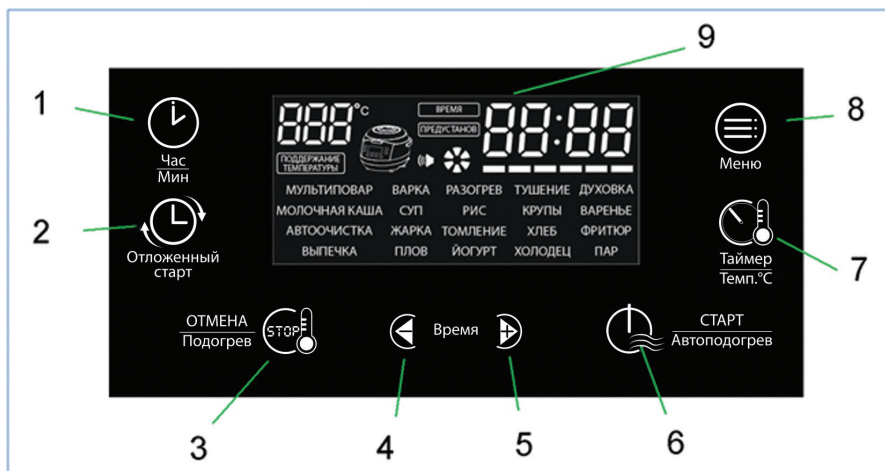 9
1
Час
Мин
2
Отложенный
старт
888°C
ВРЕМЯ
ПРЕДУСТАНОВ
88:88
ПОДДЕРЖАНИЕ
ТЕМПЕРАТУРЫ
МУЛЬТИПОВАР ВАРКА РАЗОГРЕВ ТУШЕНИЕ ДУХОВКА
МОЛОЧНАЯ КАША СУП РИС КРУПЫ ВАРЕНЬЕ
АВТООЧИСТКА ЖАРКА ТОМЛЕНИЕ ХЛЕБ ФРИТЮР
ВЫПЕЧКА ПЛОВ ЙОГУРТ ХОЛОДЕЦ ПАР
8
Меню
Таймер
Темп.°C
7
ОТМЕНА
Подогрев
STOP
3
Время
4
5
СТАРТ
Автоподогрев
6